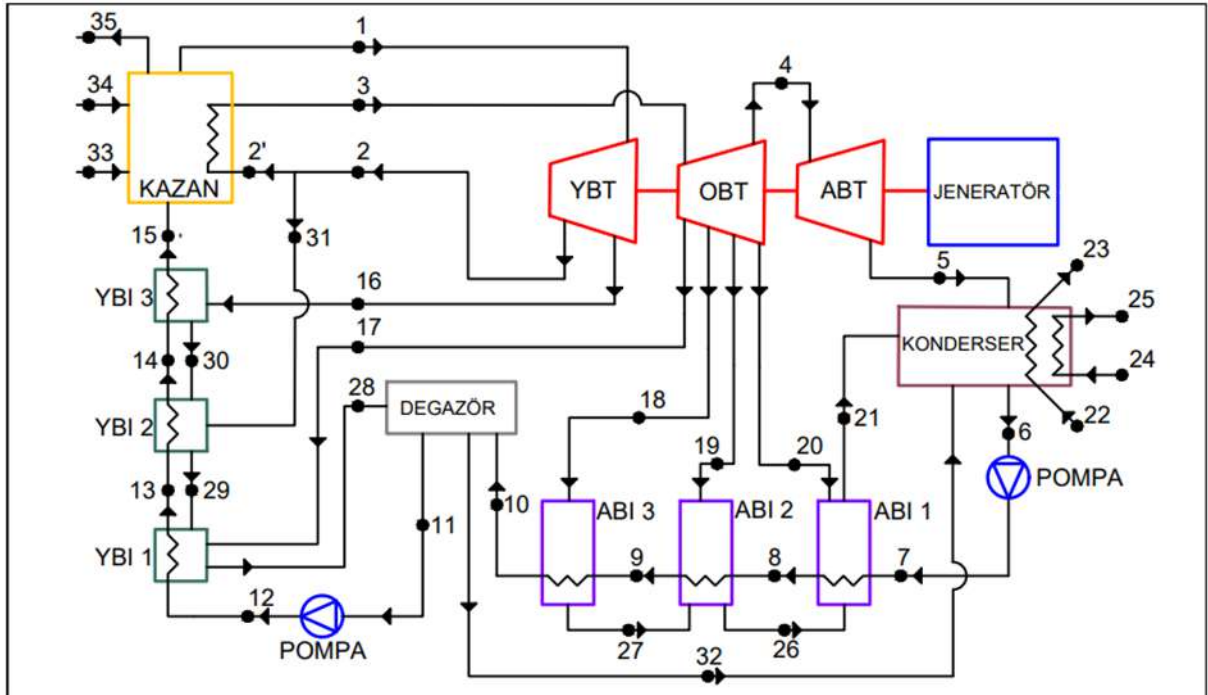 35
1
34
3
4
33
2'
2
KAZAN
YBT
OBT
ABT
JENERATÖR
15
31
5
23
YBI 3
16
25
17
KONDERSER
14
30
28
24
DEGAZÖR
18
21
22
YBI 2
19
20
6
13
29
10
ABI 3
ABI 2
ABI 1
POMPA
11
YBI 1
9
8
7
12
POMPA
27
26
32